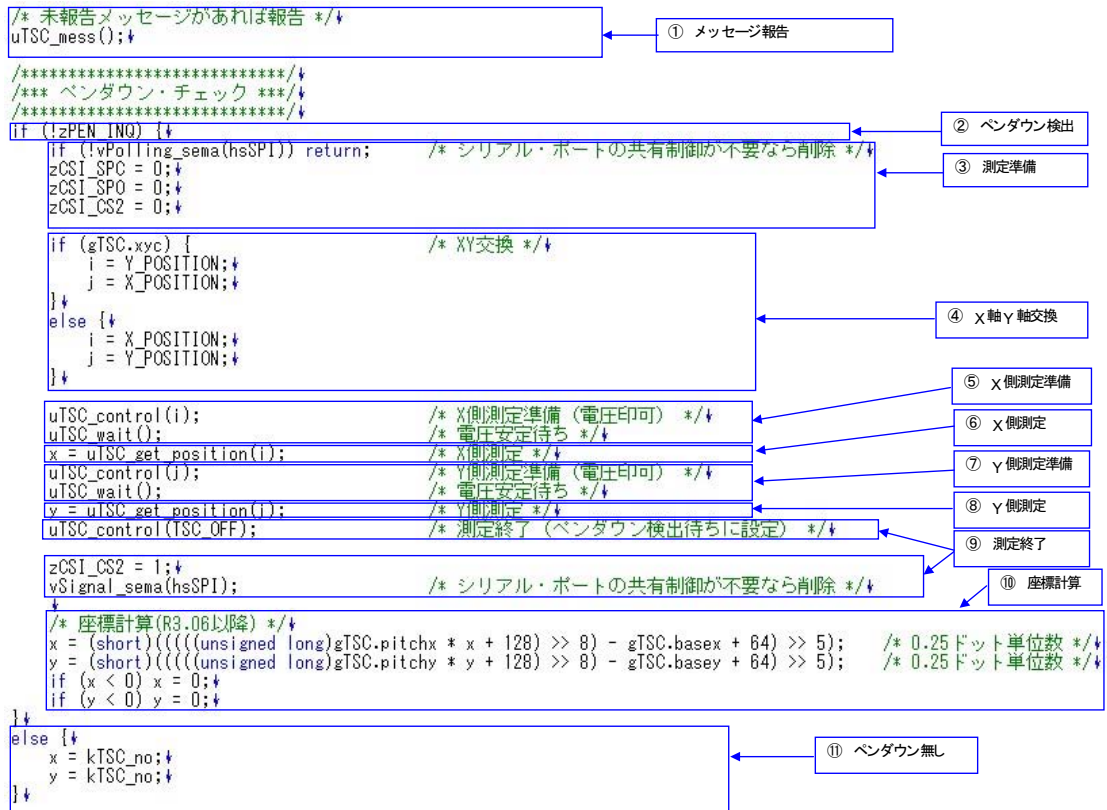 /* 未報告メッセージがあれば報告 */
uTSC_mess();
① メッセージ報告
/****************************/
/*** ペンダウン・チェック ***/
/****************************/
if (!zPEN_INQ) {
② ペンダウン検出
if (!vPolling_sema(hsSPI)) return; /* シリアル・ポートの共有制御が不要なら削除 */
zCSI_SPC = 0;
zCSI_SPO = 0;
zCSI_CS2 = 0;
③ 測定準備
if (gTSC.xyc) { /* XY交換 */
i = Y_POSITION;
j = X_POSITION;
}
else {
i = X_POSITION;
j = Y_POSITION;
}
④ X軸Y軸交換
uTSC_control(i); /* X側測定準備（電圧印可） */
uTSC_wait(); /* 電圧安定待ち */
⑤ X側測定準備
x = uTSC_get_position(i); /* X側測定 */
⑥ X側測定
uTSC_control(j); /* Y側測定準備（電圧印可） */
uTSC_wait(); /* 電圧安定待ち */
⑦ Y側測定準備
y = uTSC_get_position(j); /* Y側測定 */
⑧ Y側測定
uTSC_control(TSC_OFF); /* 測定終了（ペンダウン検出待ちに設定） */
⑨ 測定終了
zCSI_CS2 = 1;
vSignal_sema(hsSPI); /* シリアル・ポートの共有制御が不要なら削除 */
⑩ 座標計算
/* 座標計算(R3.06以降) */
x = (short)(((((unsigned long)gTSC.pitchx * x + 128) >> 8) - gTSC.basex + 64) >> 5); /* 0.25ドット単位数 */
y = (short)(((((unsigned long)gTSC.pitchy * y + 128) >> 8) - gTSC.basey + 64) >> 5); /* 0.25ドット単位数 */
if (x < 0) x = 0;
if (y < 0) y = 0;
}
else {
x = kTSC_no;
y = kTSC_no;
}
⑪ ペンダウン無し